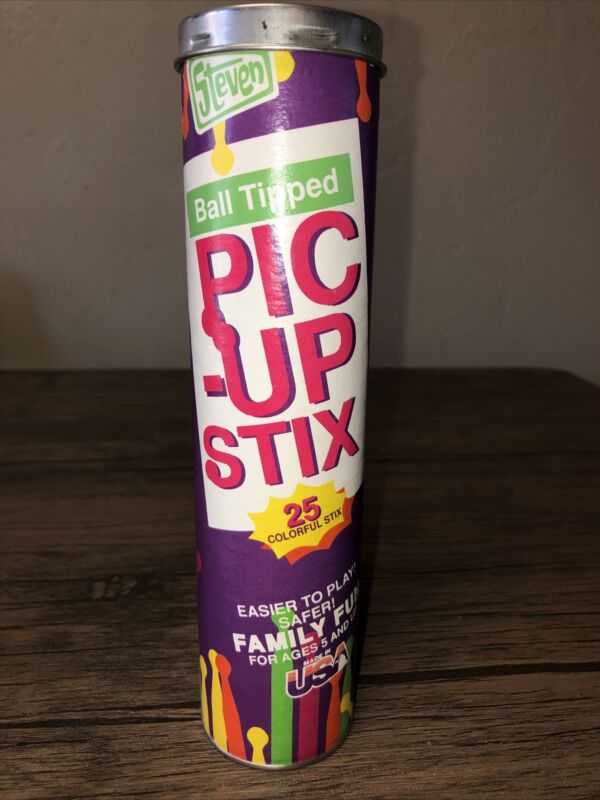 Steven
Ball Tipped
PIC
-UP
STIX
25
COLORFUL STIX
EASIER TO PLAY!
SAFER!
FAMILY FUN
FOR AGES 5 AND
MADE IN
USA